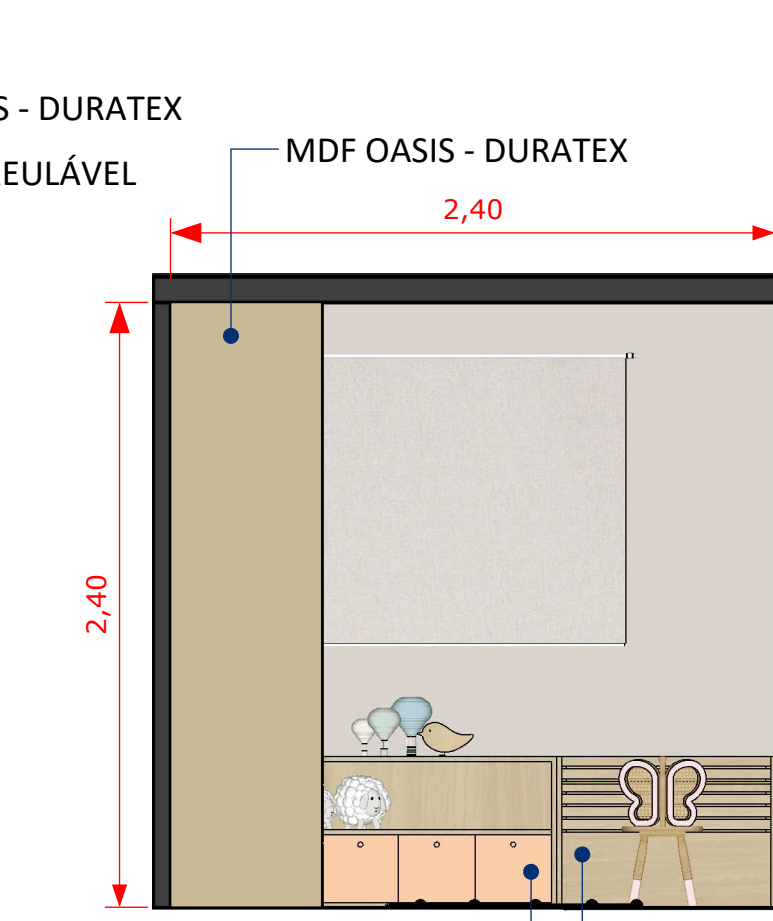 S - DURATEX
EULÁVEL
MDF OASIS - DURATEX
2,40
2,40